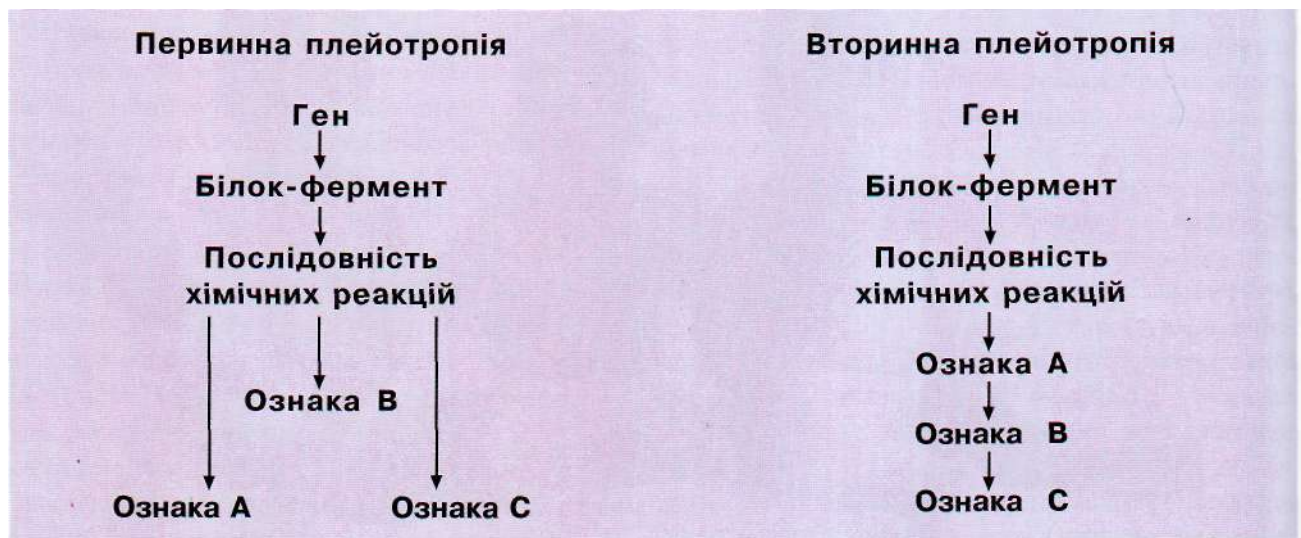 Первинна плейотропія
Ген
Білок-фермент
Послідовність
хімічних реакцій
Ознака B
Ознака A
Ознака C
Вторинна плейотропія
Ген
Білок-фермент
Послідовність
хімічних реакцій
Ознака A
Ознака B
Ознака C